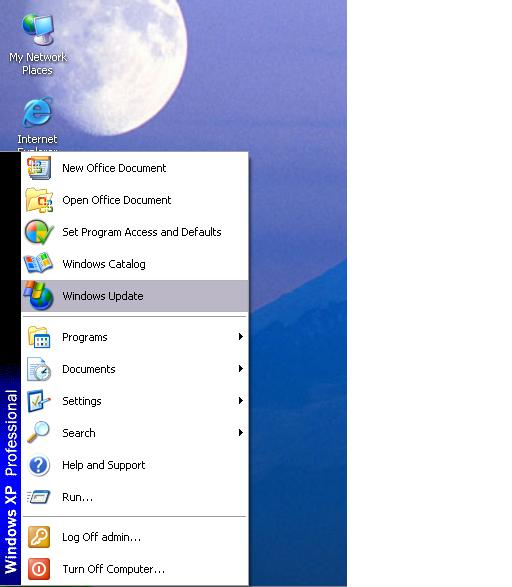 My Network
Places
Internet
Explorer
New Office Document
Open Office Document
Set Program Access and Defaults
Windows Catalog
Windows Update
Programs
Documents
Settings
Search
Help and Support
Run...
Log Off admin...
Turn Off Computer...
Windows XP Professional